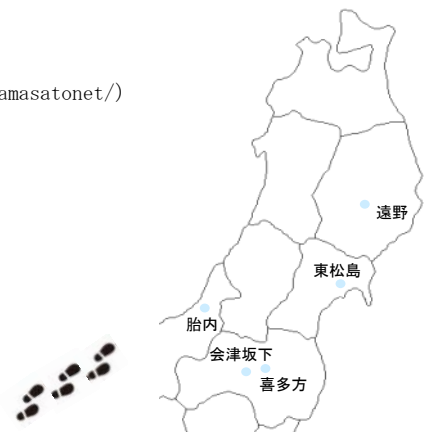 amasatonet/)
遠野
東松島
胎内
会津坂下
喜多方